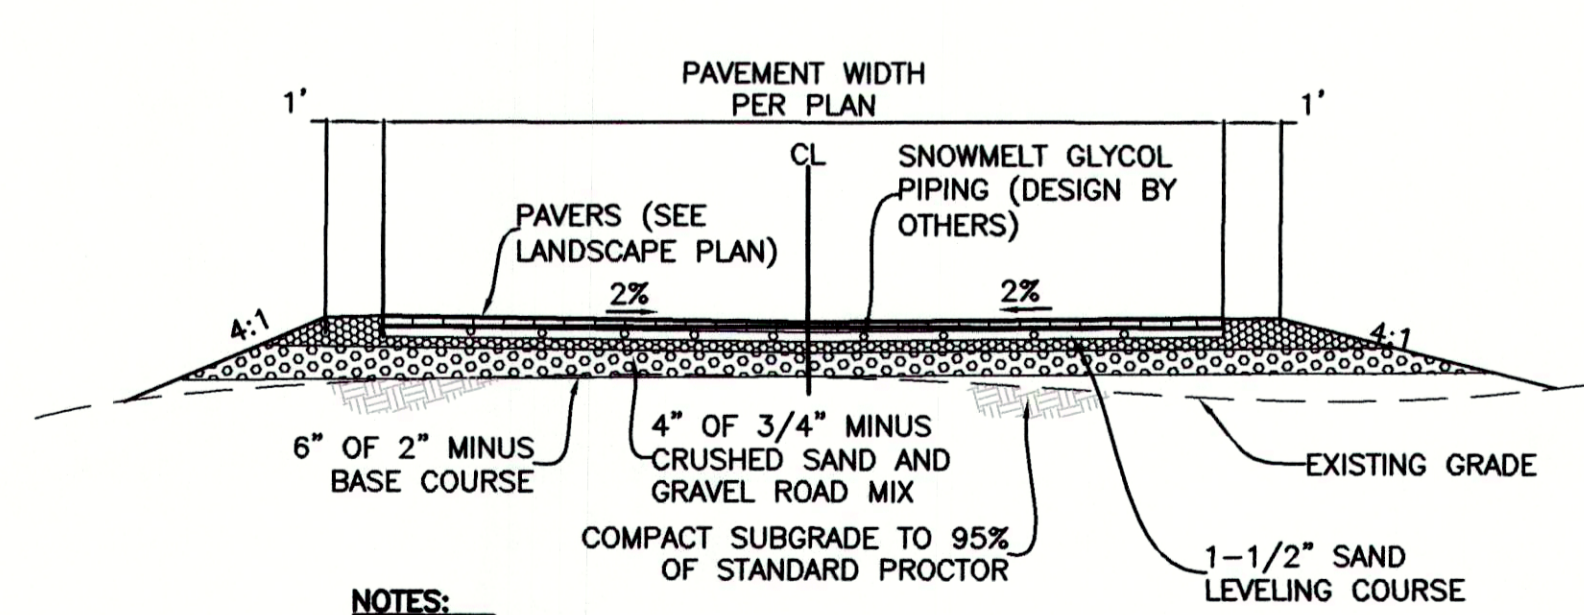 PAVEMENT WIDTH
PER PLAN
1'
1'
CL
SNOWMELT GLYCOL
PIPING (DESIGN BY
OTHERS)
PAVERS (SEE
LANDSCAPE PLAN)
2%
2%
4:1
4:1
6" OF 2" MINUS
BASE COURSE
4" OF 3/4" MINUS
CRUSHED SAND AND
GRAVEL ROAD MIX
EXISTING GRADE
COMPACT SUBGRADE TO 95%
OF STANDARD PROCTOR
1-1/2" SAND
LEVELING COURSE
NOTES: